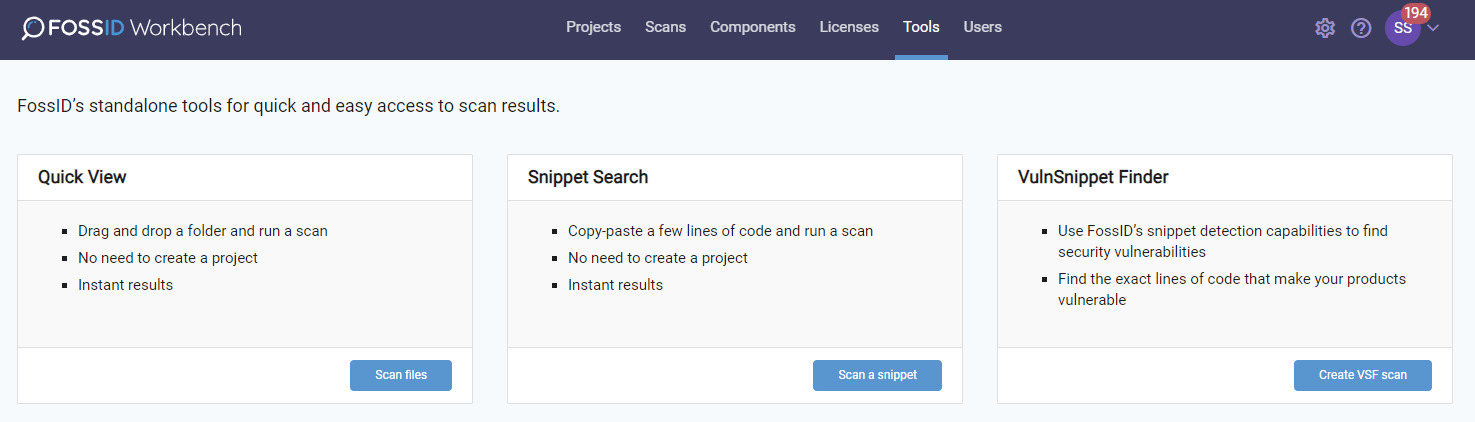 FOSSID Workbench
Projects Scans Components Licenses Tools Users
194
SS
FossID’s standalone tools for quick and easy access to scan results.
Quick View
Drag and drop a folder and run a scan
No need to create a project
Instant results
Scan files
Snippet Search
Copy-paste a few lines of code and run a scan
No need to create a project
Instant results
Scan a snippet
VulnSnippet Finder
Use FossID’s snippet detection capabilities to find
security vulnerabilities
Find the exact lines of code that make your products
vulnerable
Create VSF scan